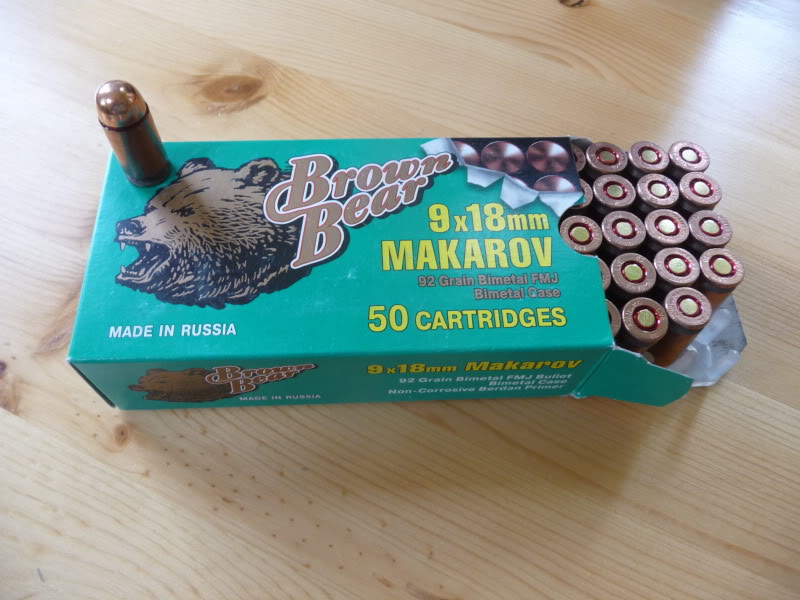 Brown
Bear
9x18mm
MAKAROV
92 Grain Bimetal FMJ
Bimetal Case
50 CARTRIDGES
MADE IN RUSSIA
Brown
Bear
MADE IN RUSSIA
9x18mm Makarov
92 Grain Bimetal FMJ Bullet
Bimetal Case
Non-Corrosive Berdan Primer